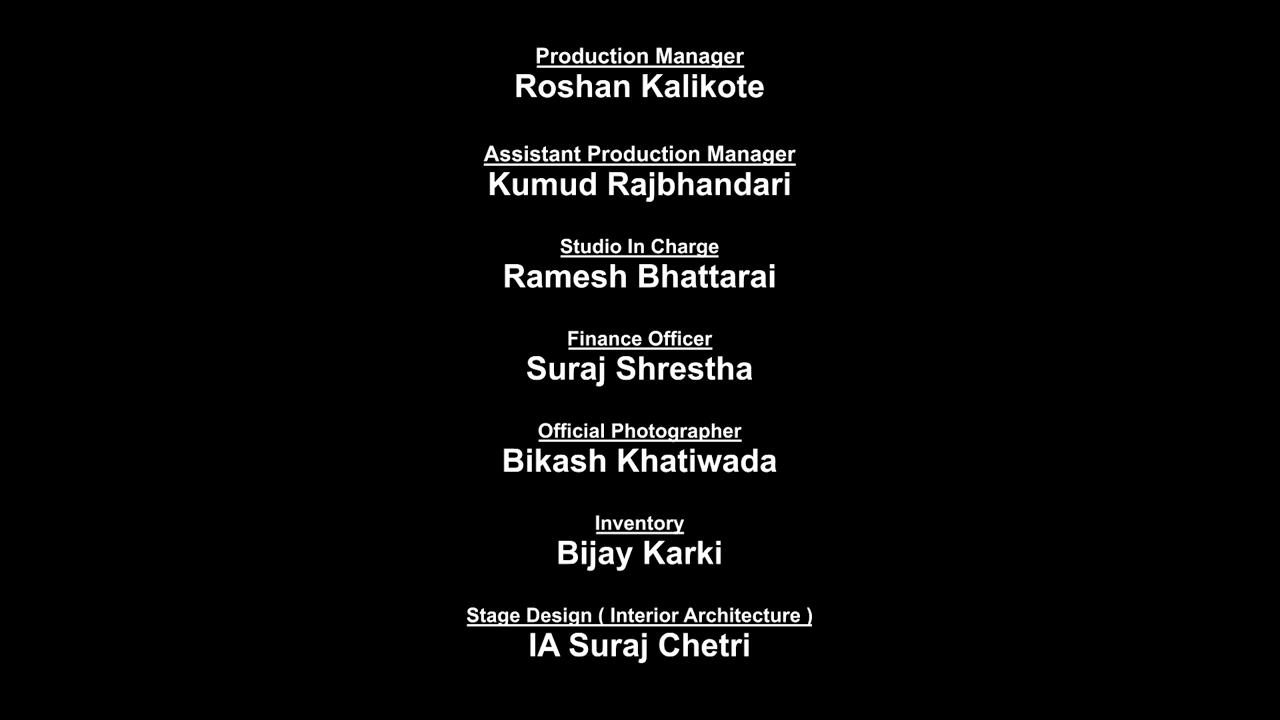 Production Manager
Roshan Kalikote
Assistant Production Manager
Kumud Rajbhandari
Studio In Charge
Ramesh Bhattarai
Finance Officer
Suraj Shrestha
Official Photographer
Bikash Khatiwada
Inventory
Bijay Karki
Stage Design ( Interior Architecture )
IA Suraj Chetri